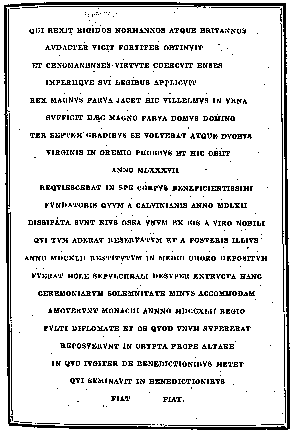 QUI REXIT RIGIDOS NORMANNOS ATQUE BRITANNOS
AVDACTER VICIT FORTITER OBTINVIT
ET CENOMANENSES VIRTVTE COERCVIT ENSES
IMPERIIQVE SVI LEGIBUS APPLICVIT
REX MAGNVS PARVA JACET HIC VILLELMVS IN VRNA
SVFFICIT HÆC MAGNO PARVA DOMVS DOMINO
TER SEPTEM GRADIBVS SE VOLVERAT ATQVE DVOBVS
VIRGINIS IN GREMIO PHOEBVS ET HIC OBIIT
ANNO MLXXXVII
REQVIESCEBAT IN SPE CORPVS BENEFICIENTISSIMI
FVNDATORIS QVVM A CALVINIANIS ANNO MDLXII
DISSIPATA SVNT EIVS OSSA VNVM EX EIS A VIRO NOBILI
QVI TVM ADERAT RESERVATVM ET A POSTERIS ILLIVS
ANNO MDCXLII RESTITVTVM IN MEDIO CHORO DEPOSITVM
FVERAT MOLE SEPVLCHRALI DESVPER EXTRVCTA HANC
CEREMONIARVM SOLEMNITATE MINVS ACCOMMODAM
AMOVERVNT MONACHI ANNO MDCCXLII REGIO
FVLTI DIPLOMATE ET OS QVOD VNVM SVPERERAT
REPOSVERVNT IN CRYPTA PROPE ALTARE
IN QVO IVGITER DE BENEDICTIONIBVS METET
QVI SEMINAVIT IN BENEDICTIONIBVS
FIAT FIAT.